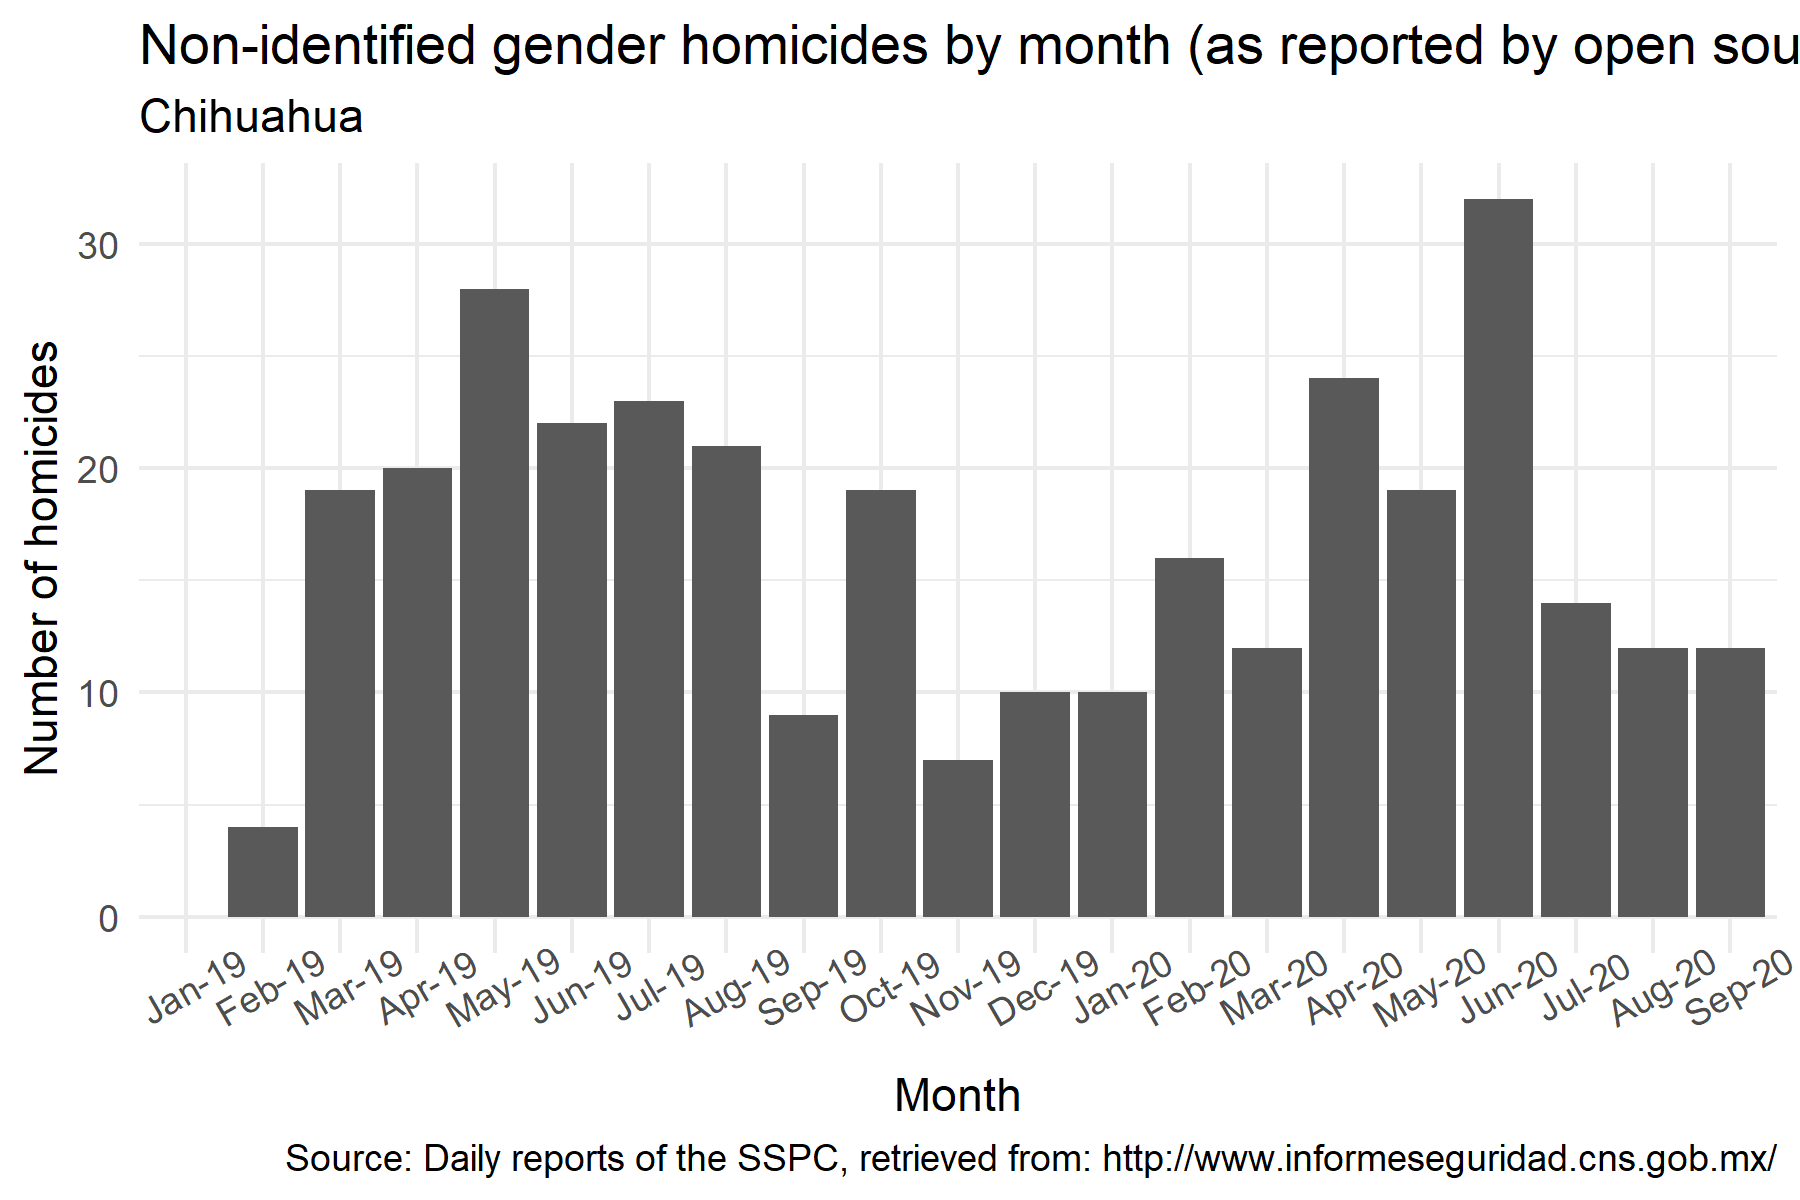 Non-identified gender homicides by month (as reported by open sou
Chihuahua
Number of homicides
30
20
10
0
Jan-19
Feb-19
Mar-19
Apr-19
May-19
Jun-19
Jul-19
Aug-19
Sep-19
Oct-19
Nov-19
Dec-19
Jan-20
Feb-20
Mar-20
Apr-20
May-20
Jun-20
Jul-20
Aug-20
Sep-20
Month
Source: Daily reports of the SSPC, retrieved from: http://www.informeseguridad.cns.gob.mx/